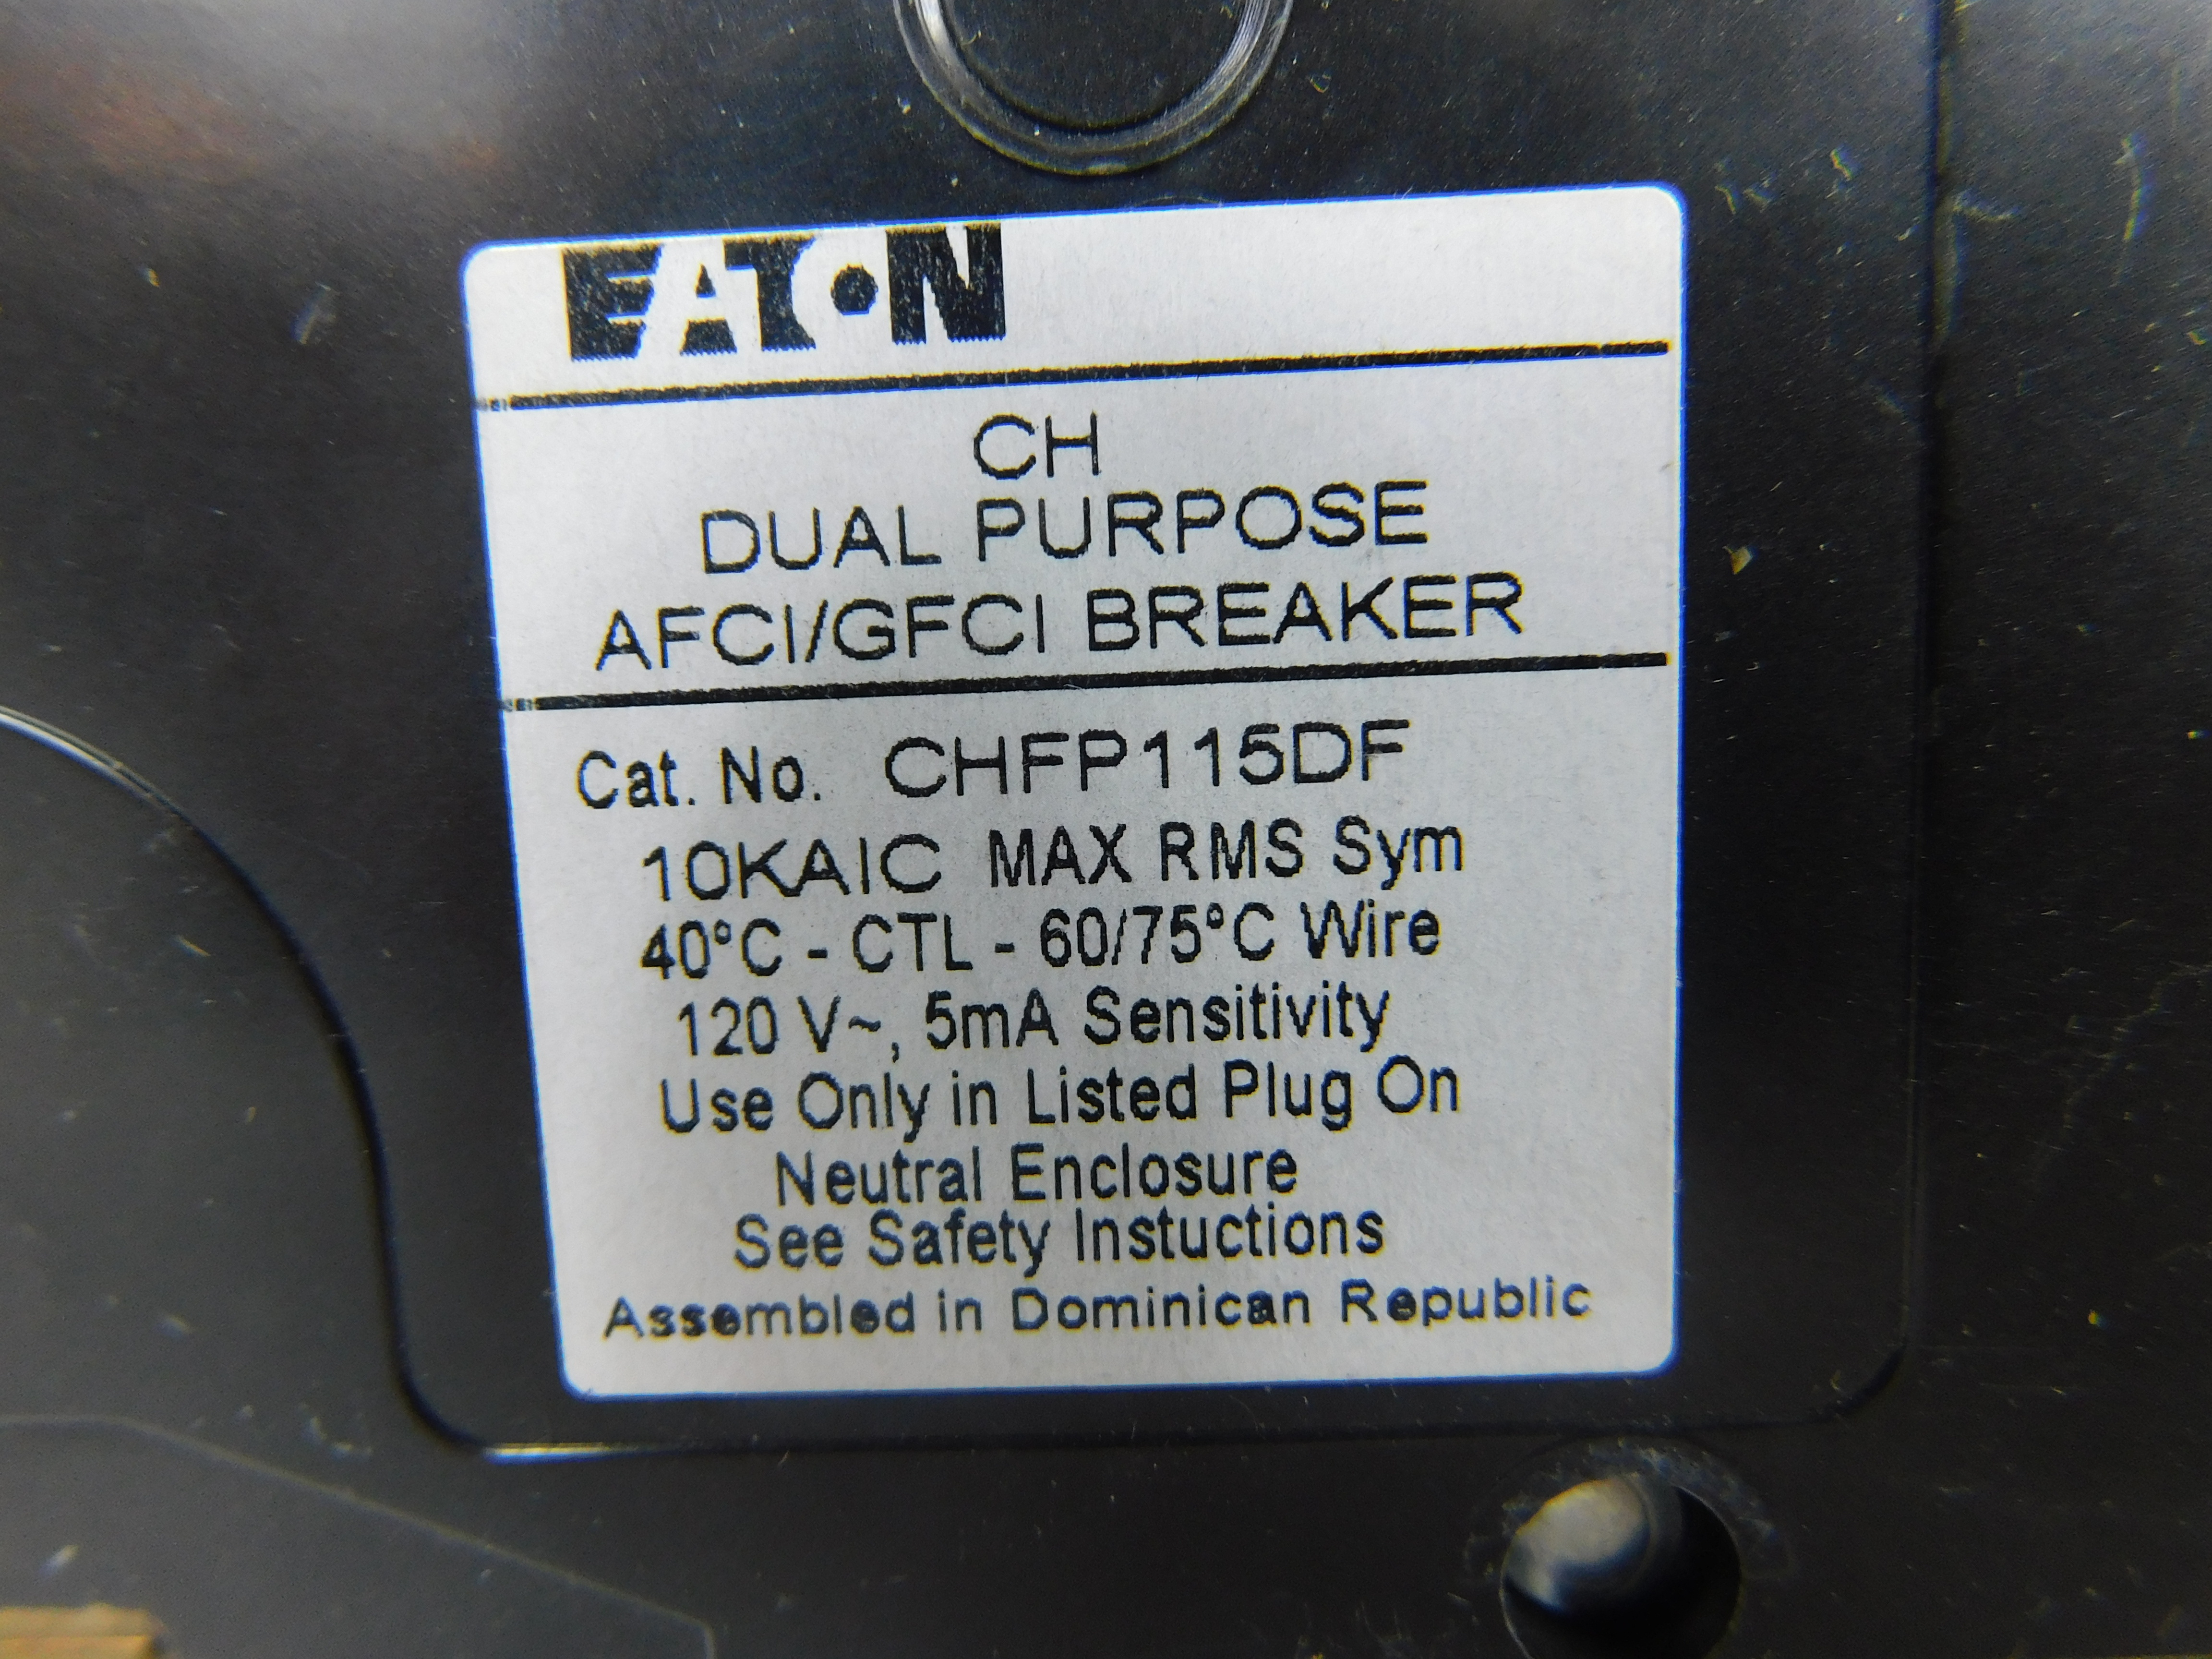 EATON
CH
DUAL PURPOSE
AFCI/GFCI BREAKER
Cat. No. CHFP115DF
10KAIC MAX RMS Sym
40°C - CTL - 60/75°C Wire
120 V~, 5mA Sensitivity
Use Only in Listed Plug On
Neutral Enclosure
See Safety Instuctions
Assembled in Dominican Republic